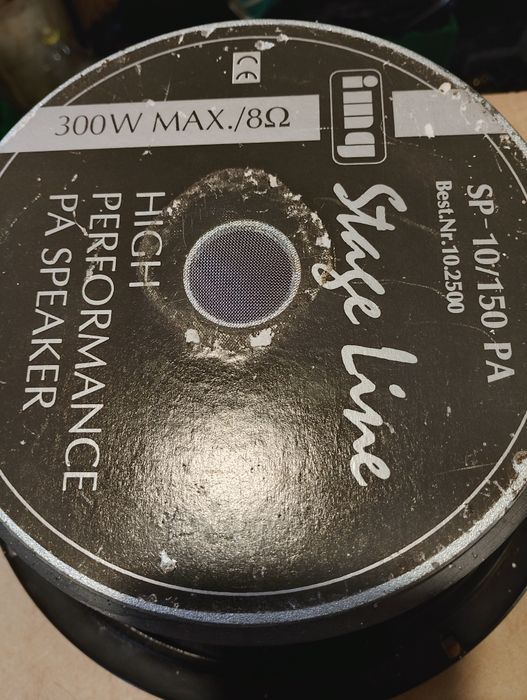 CE
img
Stage Line
SP-10/150 PA
Best.Nr.10.2500
300W MAX./8Ω
HIGH
PERFORMANCE
PA SPEAKER